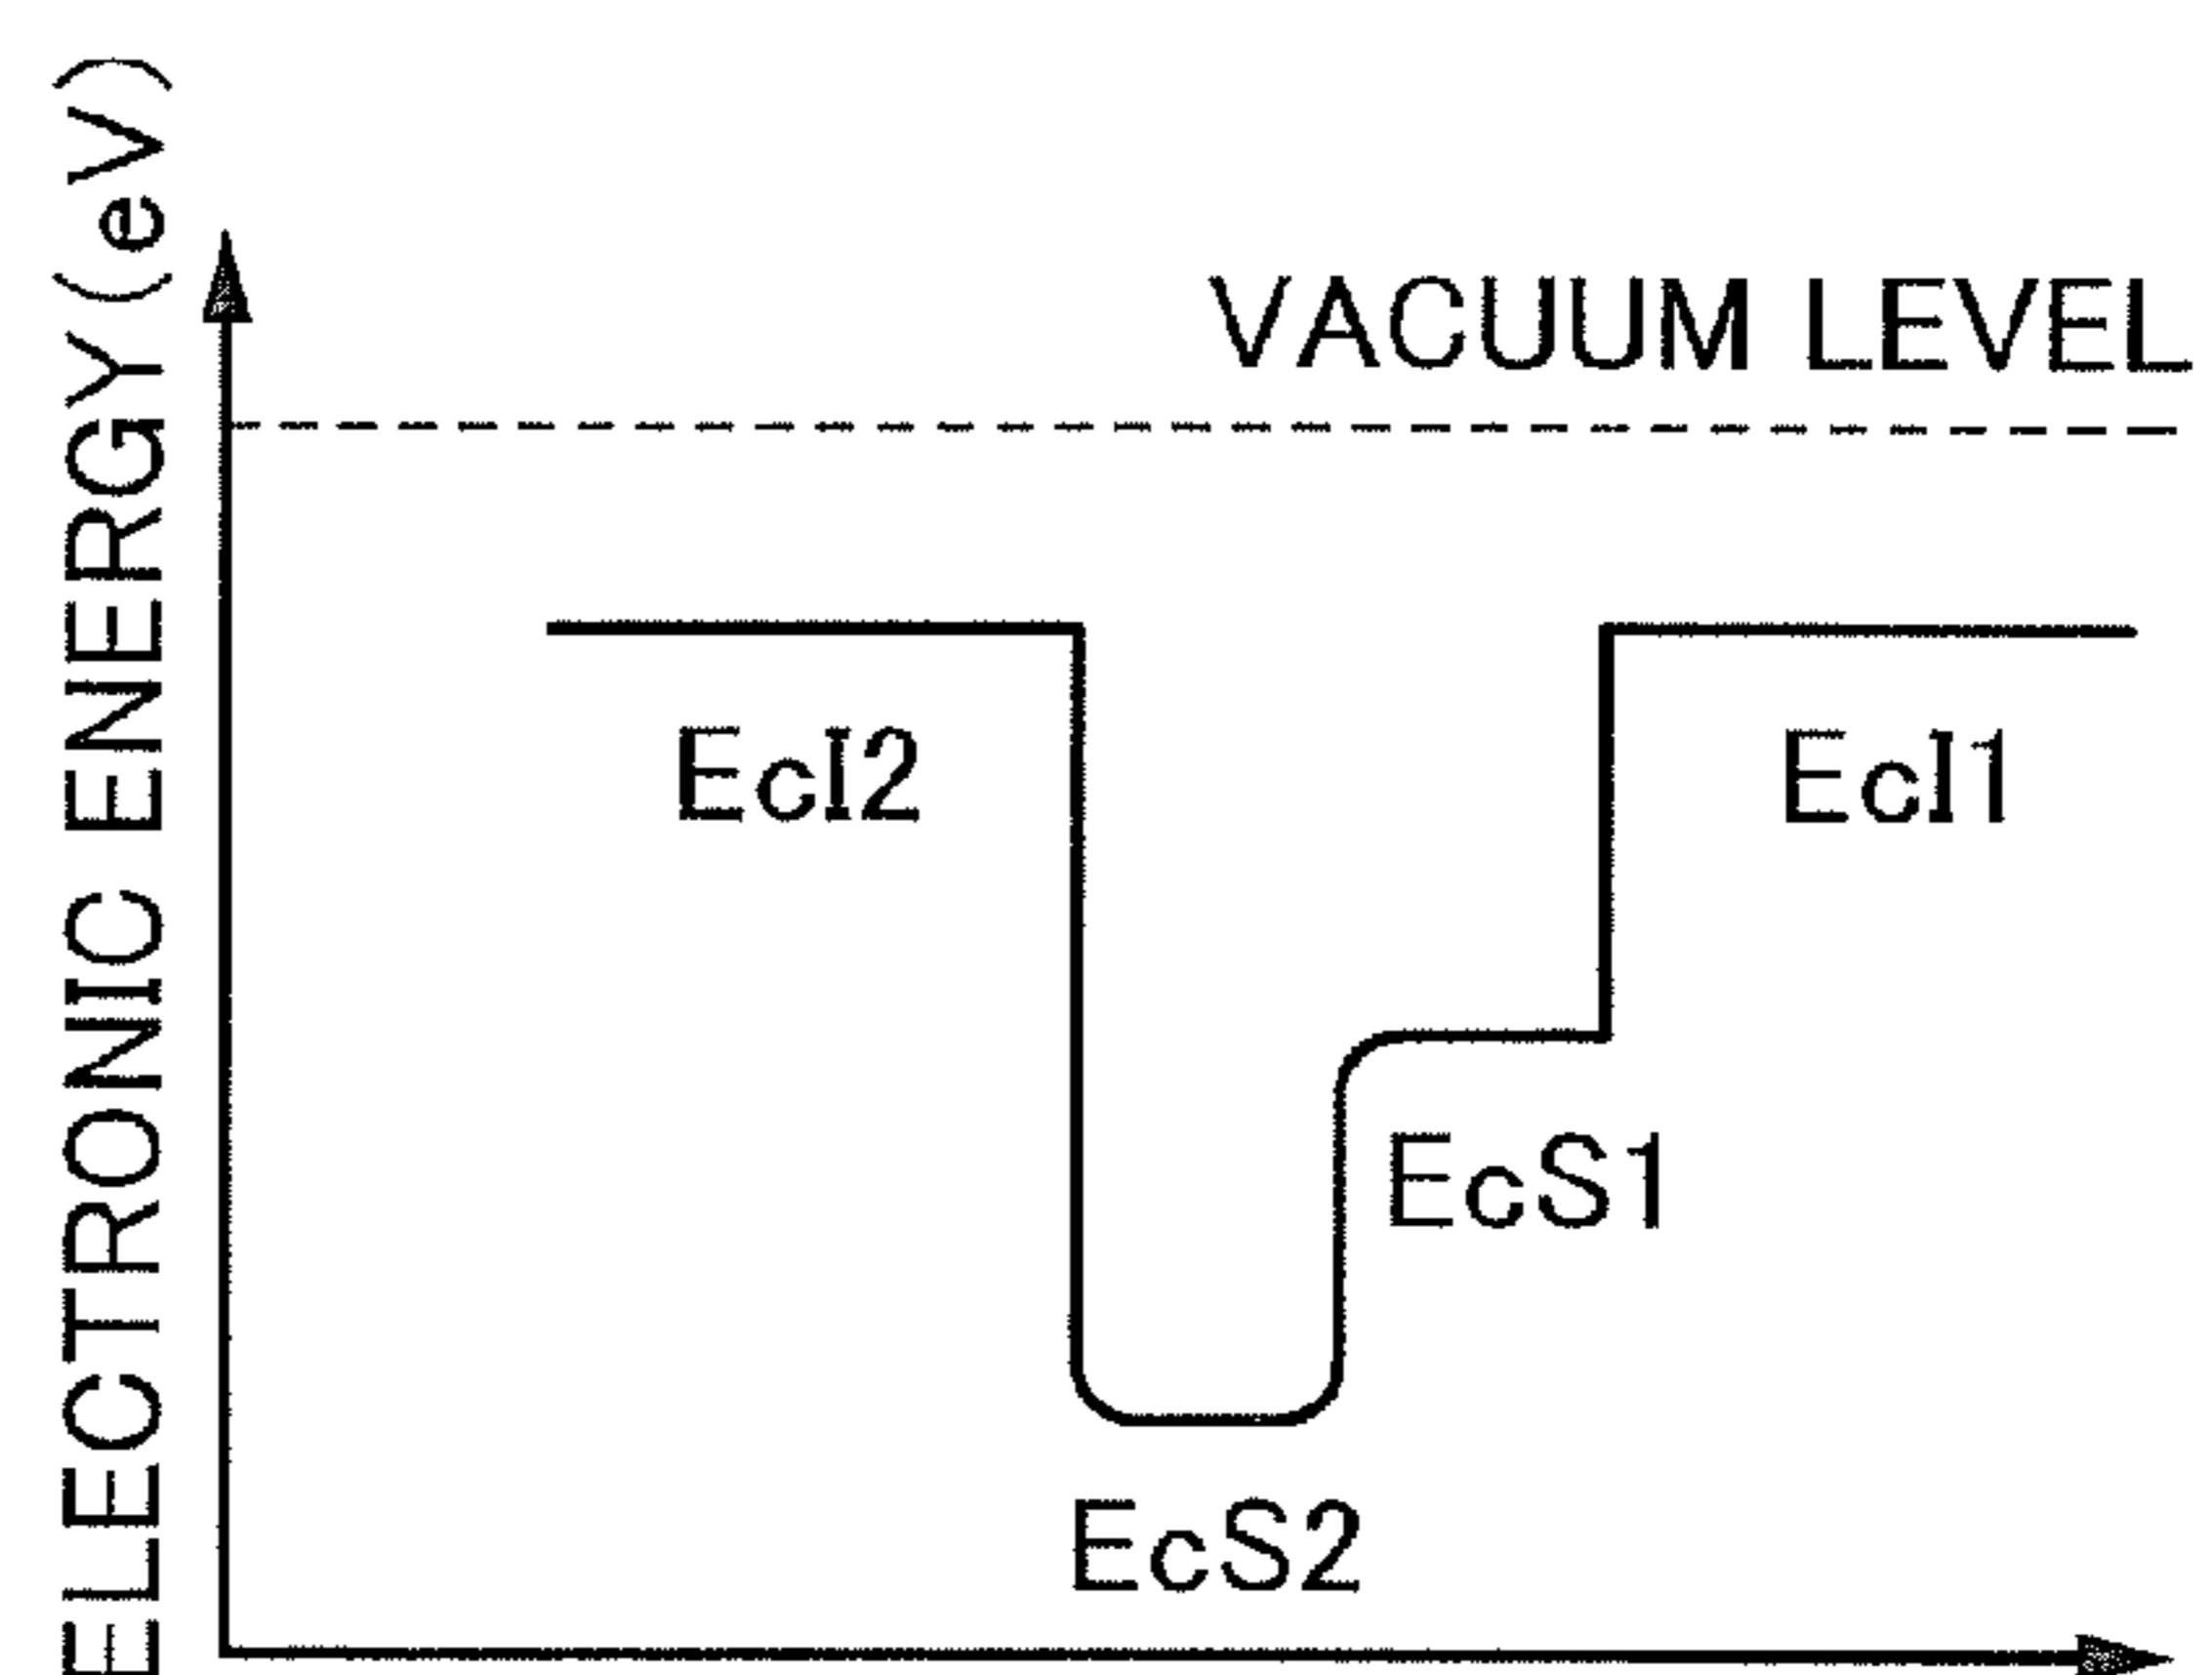 ELECTRONIC ENERGY(eV)
VACUUM LEVEL
EcI2
EcI1
EcS1
EcS2